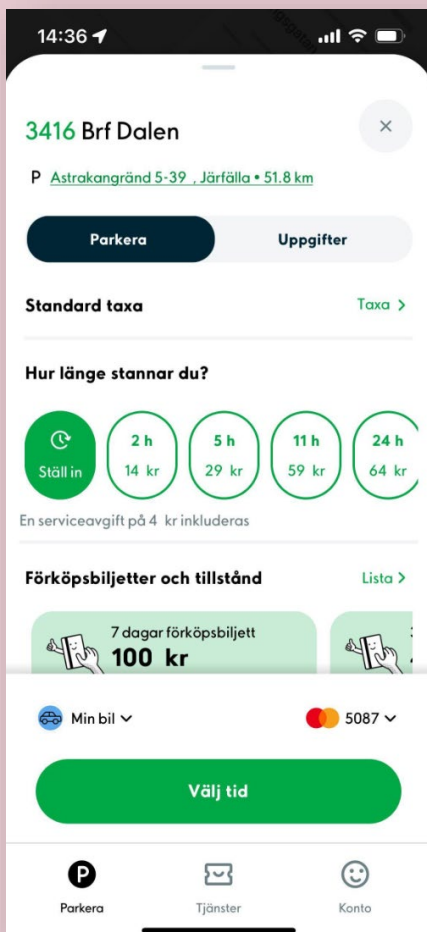 14:36
3416 Brf Dalen
P Astrakangränd 5-39 , Järfälla • 51.8 km
Parkera Uppgifter
Standard taxa Taxa >
Hur länge stannar du?
Ställ in
2 h
14 kr
5 h
29 kr
11 h
59 kr
24 h
64 kr
En serviceavgift på 4 kr inkluderas
Förköpsbiljetter och tillstånd Lista >
7 dagar förköpsbiljett
100 kr
Min bil 5087
Välj tid
P
Parkera Tjänster Konto